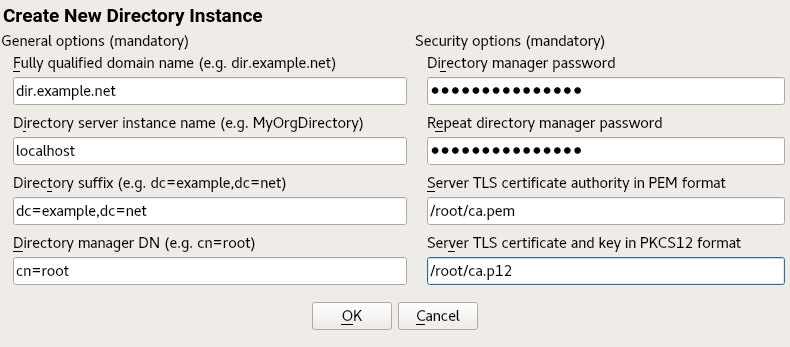 Create New Directory Instance
General options (mandatory)
Fully qualified domain name (e.g. dir.example.net)
dir.example.net
Directory server instance name (e.g. MyOrgDirectory)
localhost
Directory suffix (e.g. dc=example,dc=net)
dc=example,dc=net
Directory manager DN (e.g. cn=root)
cn=root
Security options (mandatory)
Directory manager password
●●●●●●●●●●●●●●●
Repeat directory manager password
●●●●●●●●●●●●●●●
Server TLS certificate authority in PEM format
/root/ca.pem
Server TLS certificate and key in PKCS12 format
/root/ca.p12
OK
Cancel